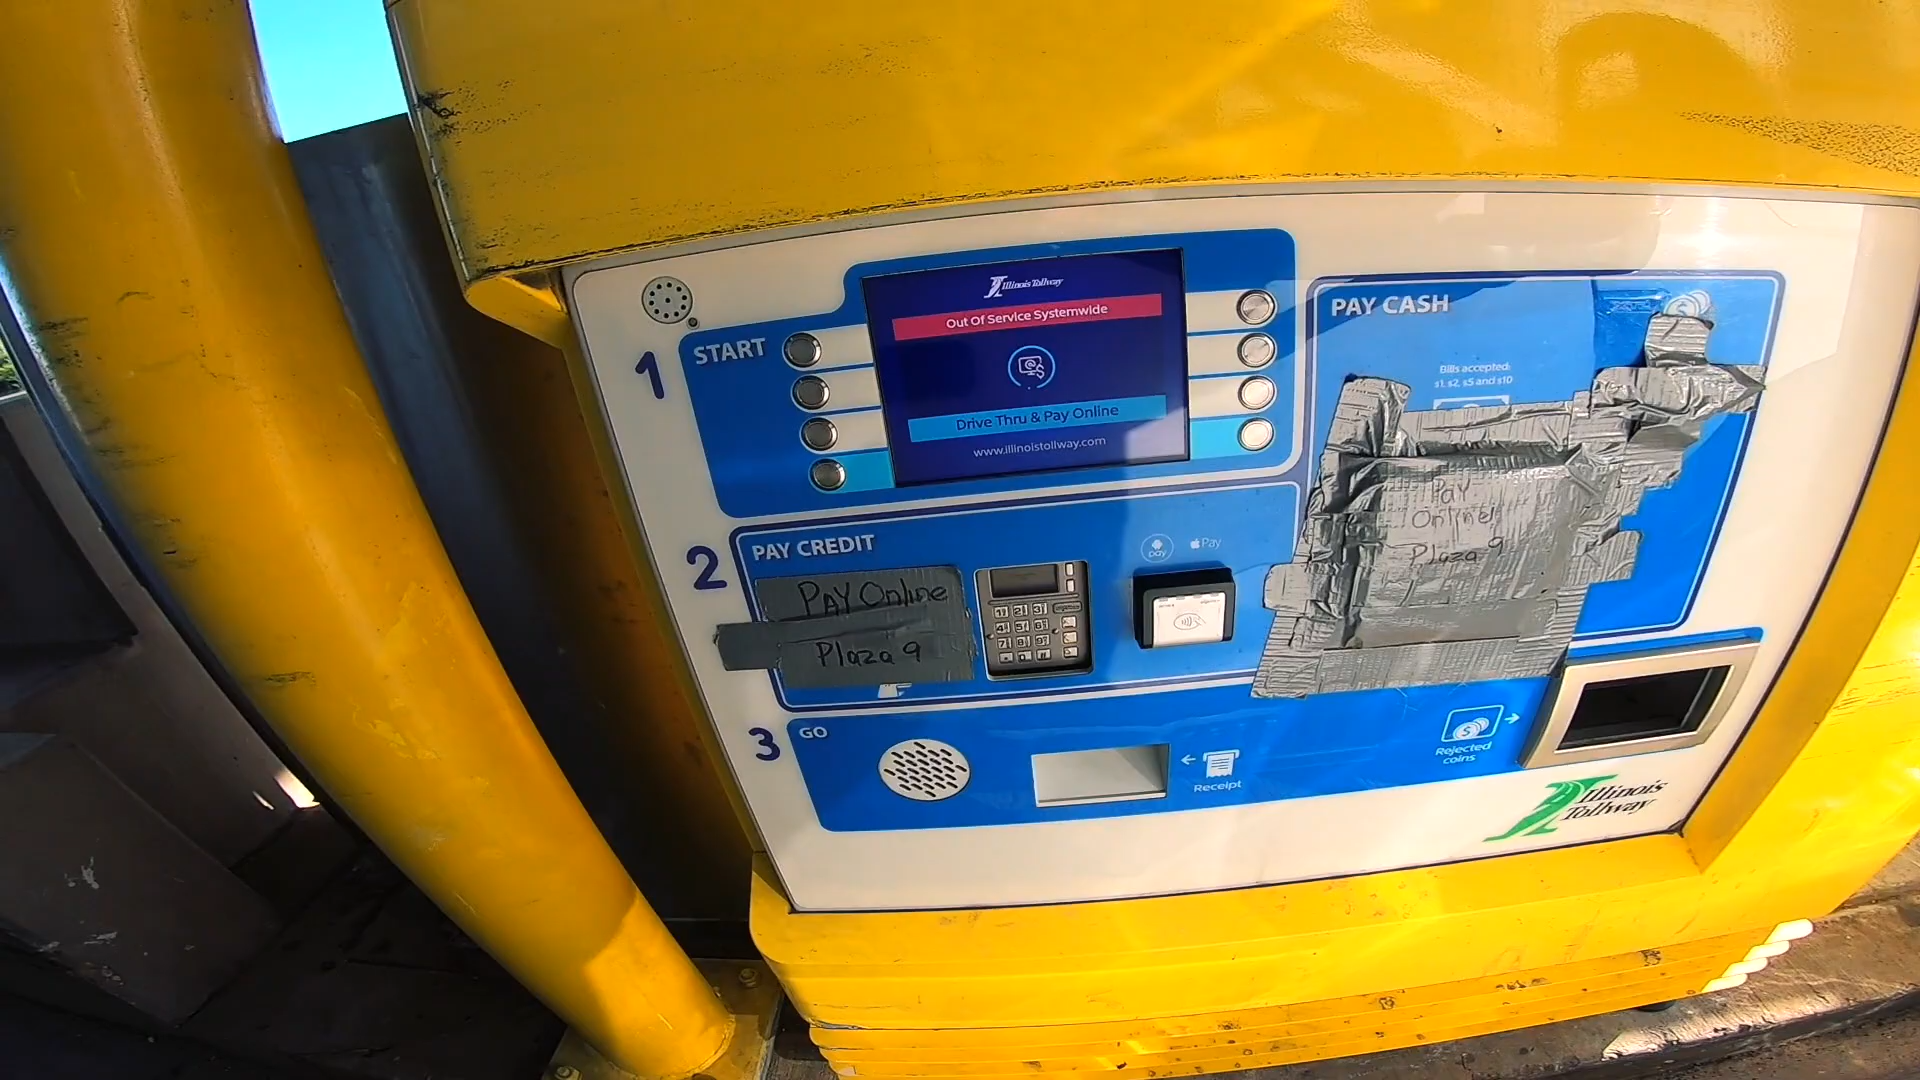 Illinois Tollway
Out Of Service Systemwide
Drive Thru & Pay Online
www.illinoistollway.com
1
START
PAY CASH
Bills accepted:
$1, $2, $5 and $10
Pay
Online
Plaza 9
2
PAY CREDIT
pay
Pay
PAY Online
Plaza 9
3
GO
Receipt
Rejected
coins
Illinois
Tollway